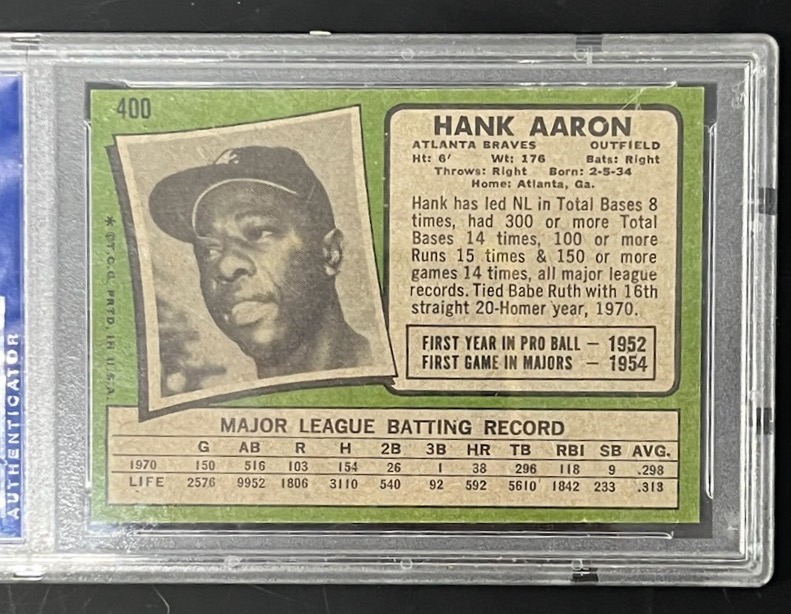 400
HANK AARON
ATLANTA BRAVES OUTFIELD
Ht: 6' Wt: 176 Bats: Right
Throws: Right Born: 2-5-34
Home: Atlanta, Ga.
Hank has led NL in Total Bases 8
times, had 300 or more Total
Bases 14 times, 100 or more
Runs 15 times & 150 or more
games 14 times, all major league
records. Tied Babe Ruth with 16th
straight 20-Homer year, 1970.
FIRST YEAR IN PRO BALL — 1952
FIRST GAME IN MAJORS — 1954
* ©T.C.G. PRTD. IN U.S.A.
MAJOR LEAGUE BATTING RECORD
G AB R H 2B 3B HR TB RBI SB AVG.
1970 150 516 103 154 26 1 38 296 118 9 .298
LIFE 2576 9952 1806 3110 540 92 592 5610 1842 233 .313
AUTHENTICATOR